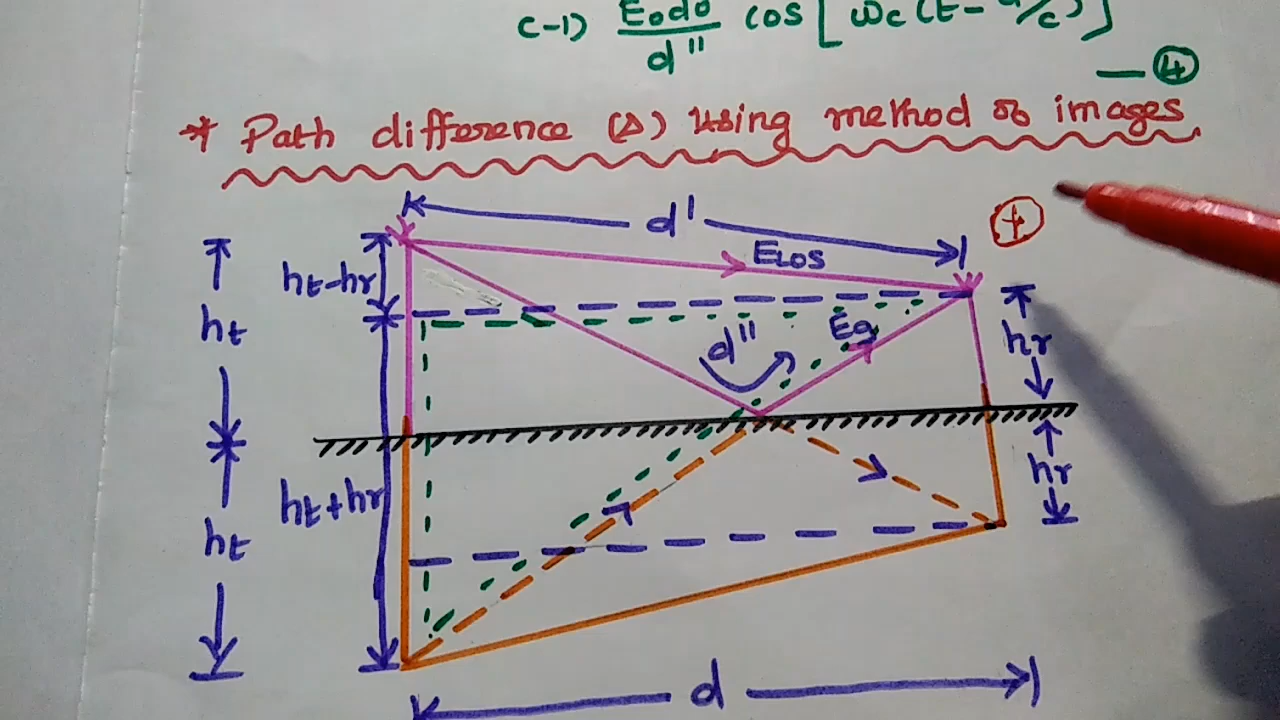 (-1) E₀d₀/d'' cos [ωc(t - d''/c)]
— ④
* Path difference (Δ) using method of images
d'
+
ELOS
ht-hr
ht
d''
Eg
hr
ht+hr
hr
ht
d